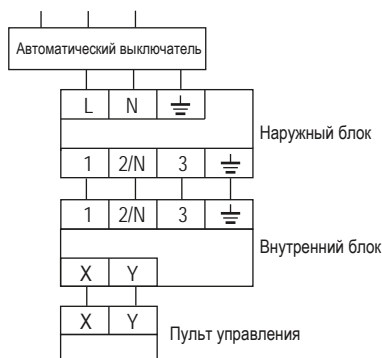 Автоматический выключатель
L N
Наружный блок
1 2/N 3
1 2/N 3
Внутренний блок
X Y
X Y
Пульт управления